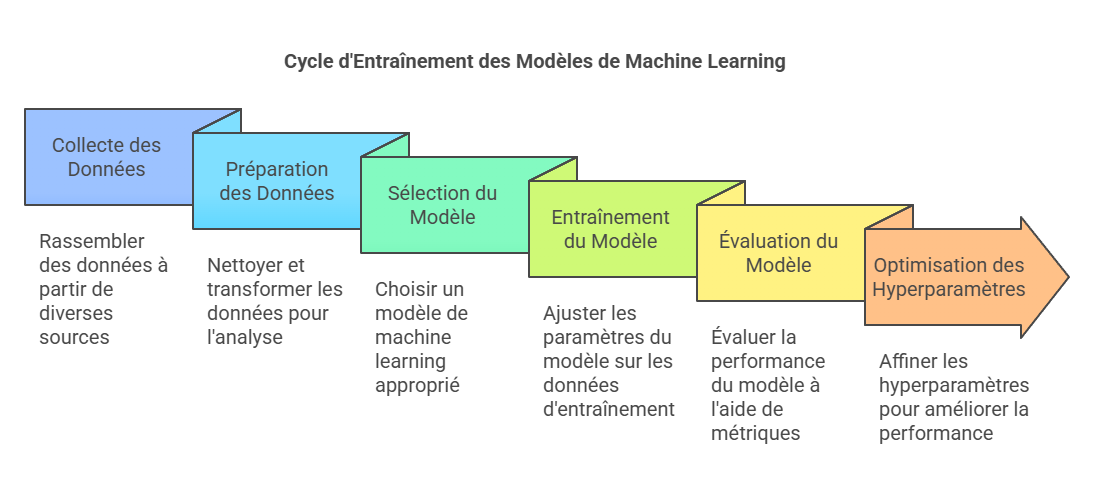 Cycle d'Entraînement des Modèles de Machine Learning
Collecte des
Données
Rassembler
des données à
partir de
diverses
sources
Préparation
des Données
Nettoyer et
transformer les
données pour
l'analyse
Sélection du
Modèle
Choisir un
modèle de
machine
learning
approprié
Entraînement
du Modèle
Ajuster les
paramètres du
modèle sur les
données
d'entraînement
Évaluation du
Modèle
Évaluer la
performance
du modèle à
l'aide de
métriques
Optimisation des
Hyperparamètres
Affiner les
hyperparamètres
pour améliorer la
performance